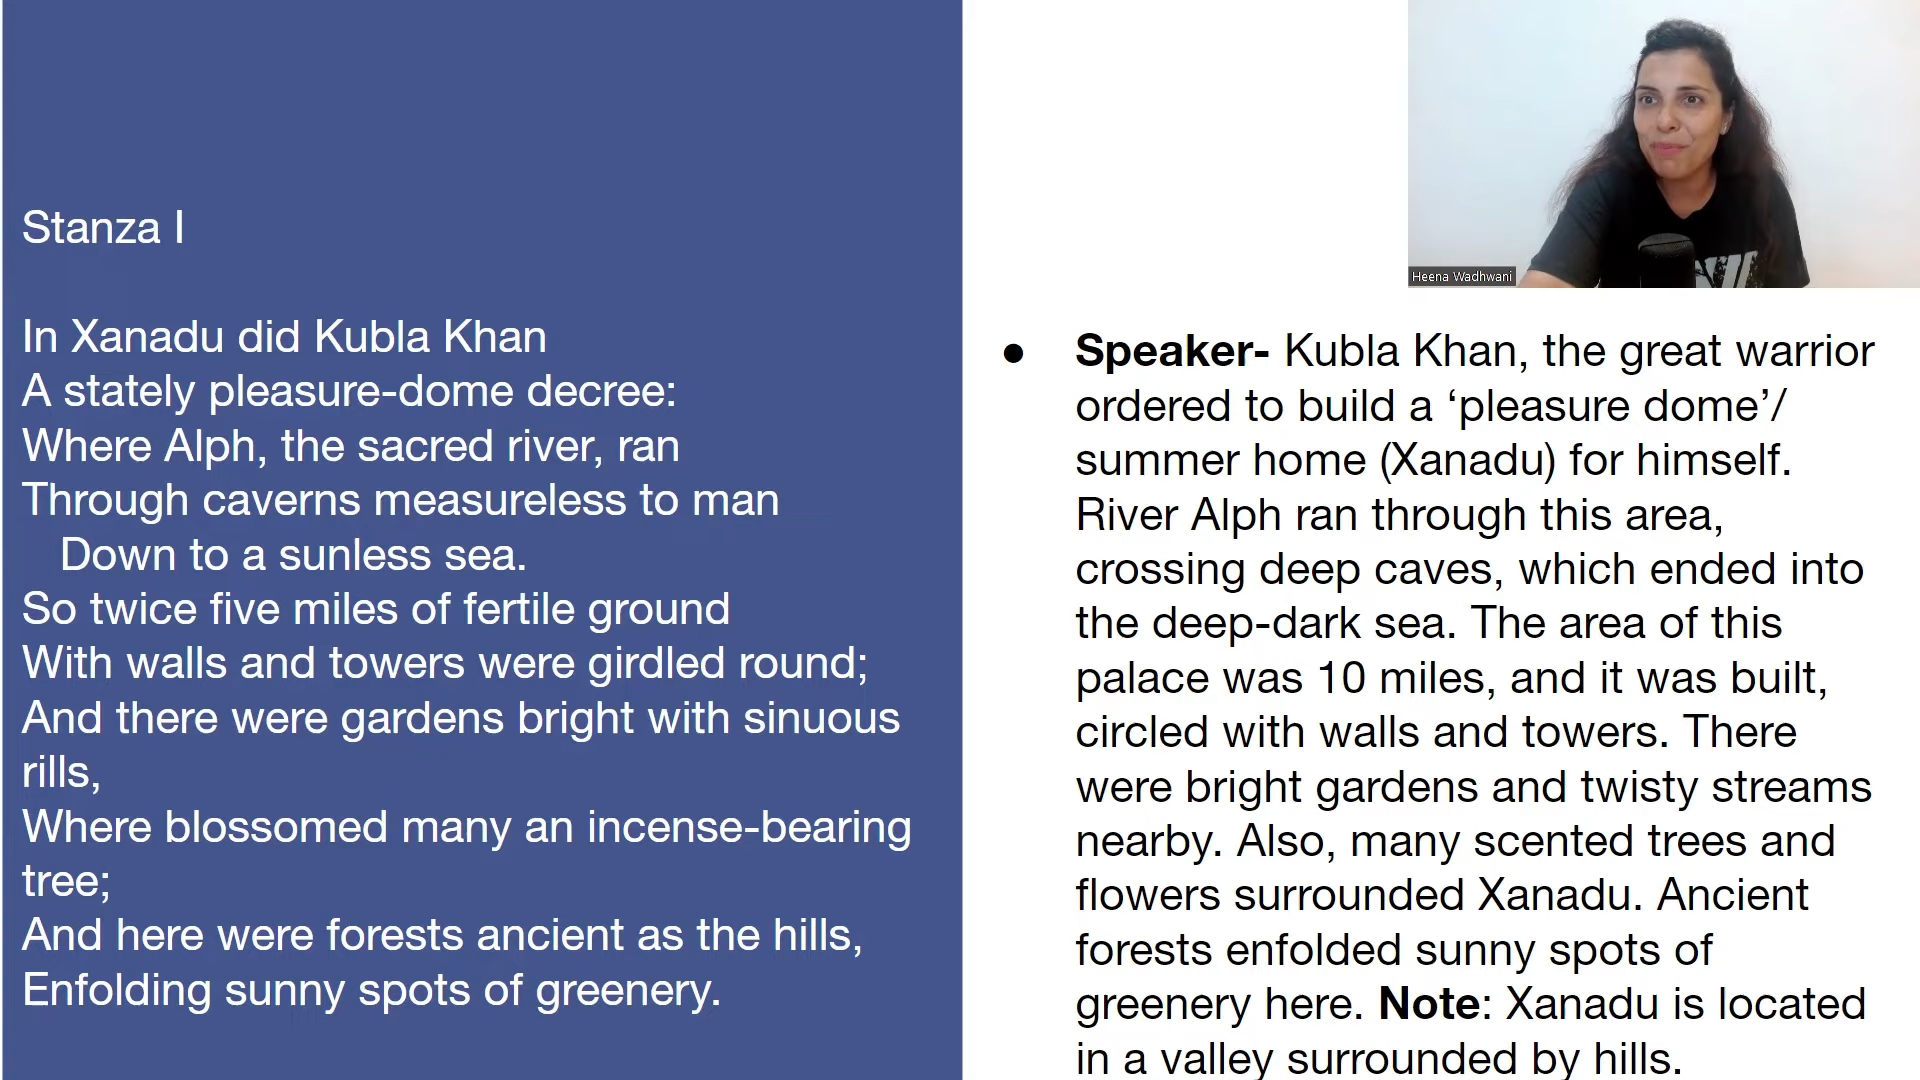 Stanza I
In Xanadu did Kubla Khan
A stately pleasure-dome decree:
Where Alph, the sacred river, ran
Through caverns measureless to man
Down to a sunless sea.
So twice five miles of fertile ground
With walls and towers were girdled round;
And there were gardens bright with sinuous
rills,
Where blossomed many an incense-bearing
tree;
And here were forests ancient as the hills,
Enfolding sunny spots of greenery.
Heena Wadhwani
● Speaker- Kubla Khan, the great warrior
ordered to build a ‘pleasure dome’/
summer home (Xanadu) for himself.
River Alph ran through this area,
crossing deep caves, which ended into
the deep-dark sea. The area of this
palace was 10 miles, and it was built,
circled with walls and towers. There
were bright gardens and twisty streams
nearby. Also, many scented trees and
flowers surrounded Xanadu. Ancient
forests enfolded sunny spots of
greenery here. Note: Xanadu is located
in a valley surrounded by hills.